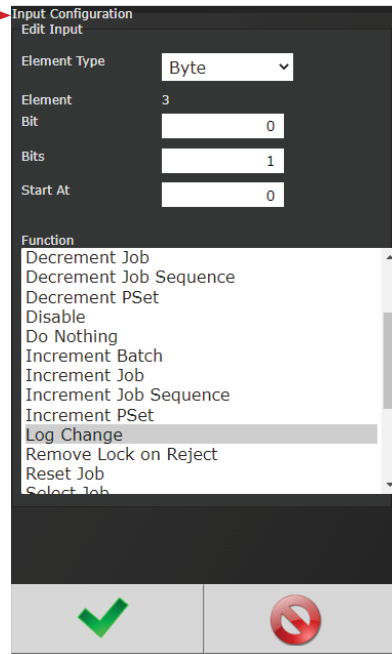 Input Configuration
Edit Input
Element Type Byte
Element 3
Bit 0
Bits 1
Start At 0
Function
Decrement Job
Decrement Job Sequence
Decrement PSet
Disable
Do Nothing
Increment Batch
Increment Job
Increment Job Sequence
Increment PSet
Log Change
Remove Lock on Reject
Reset Job
Select Job